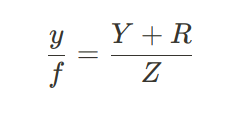 y/f = (Y + R)/Z